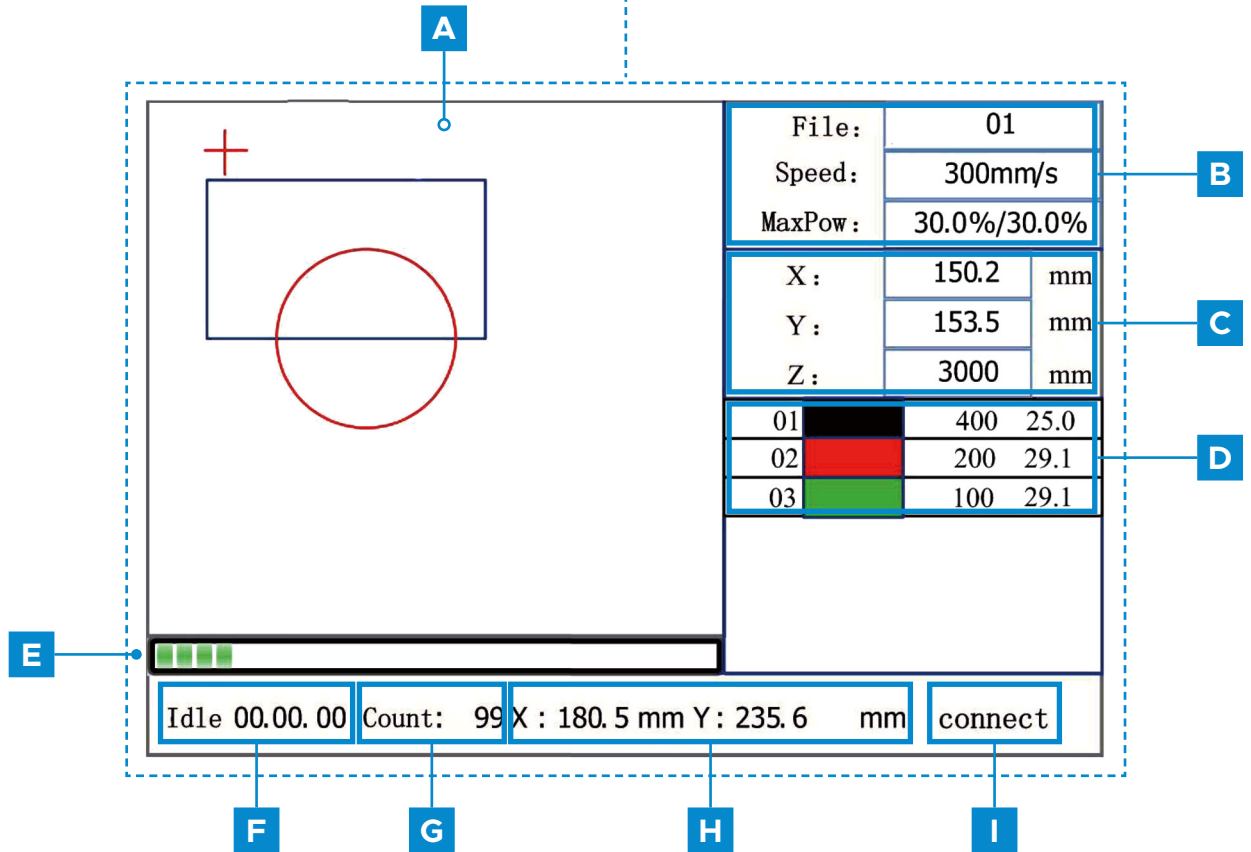 A
File: 01
Speed: 300mm/s
MaxPow: 30.0%/30.0%
B
X: 150.2 mm
Y: 153.5 mm
Z: 3000 mm
C
01 400 25.0
02 200 29.1
03 100 29.1
D
E
Idle 00.00.00 Count: 99 X : 180.5 mm Y : 235.6 mm connect
F G H I